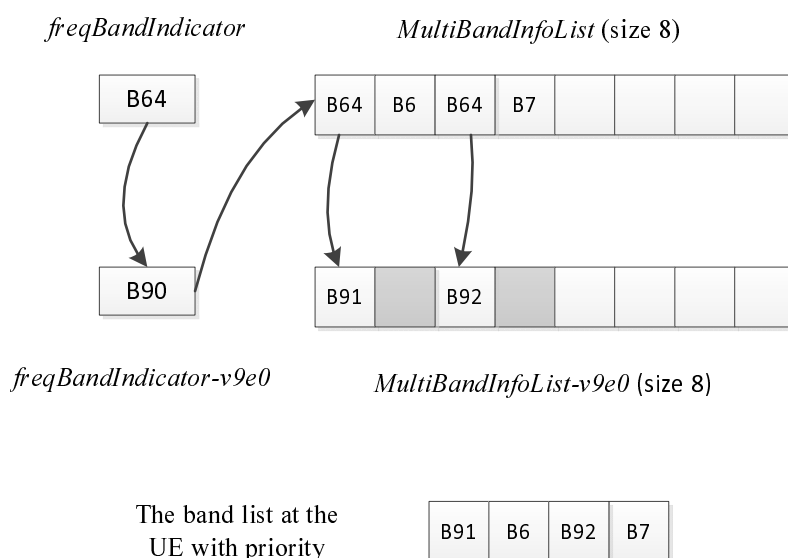 freqBandIndicator
MultiBandInfoList (size 8)
B64
B64 B6 B64 B7
B90
B91 B92
freqBandIndicator-v9e0
MultiBandInfoList-v9e0 (size 8)
The band list at the
UE with priority
B91 B6 B92 B7